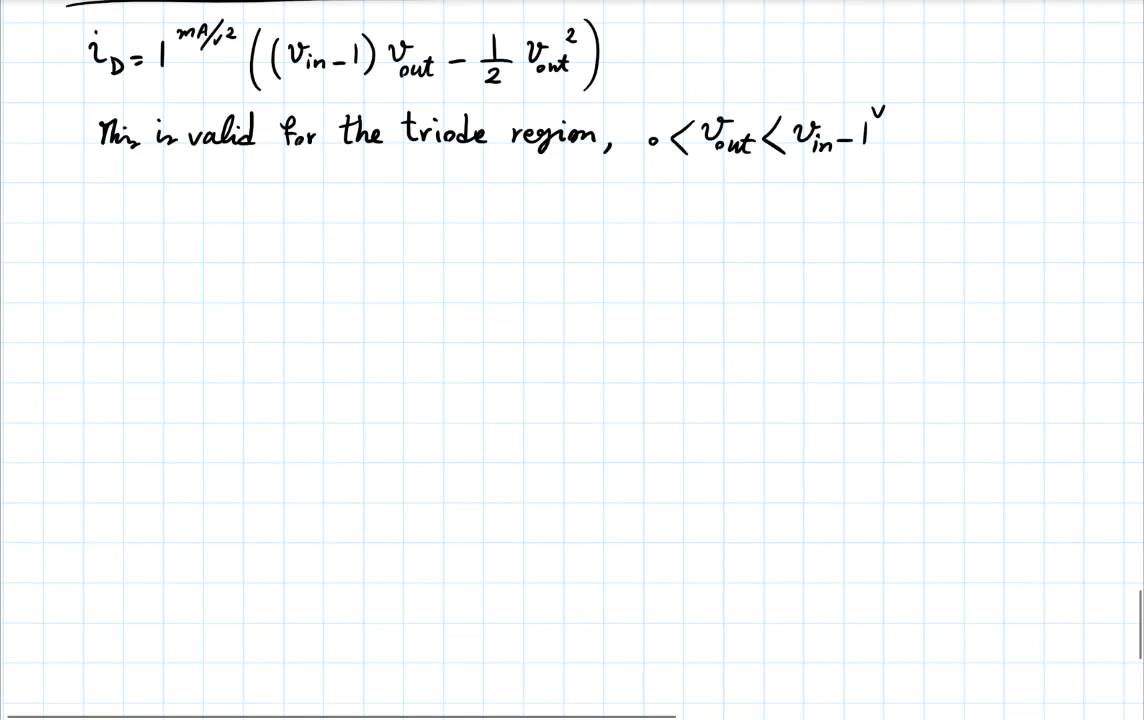 i_D = 1 mA/v² ((v_in − 1) v_out − 1/2 v_out²)
This is valid for the triode region, 0 < v_out < v_in − 1 V